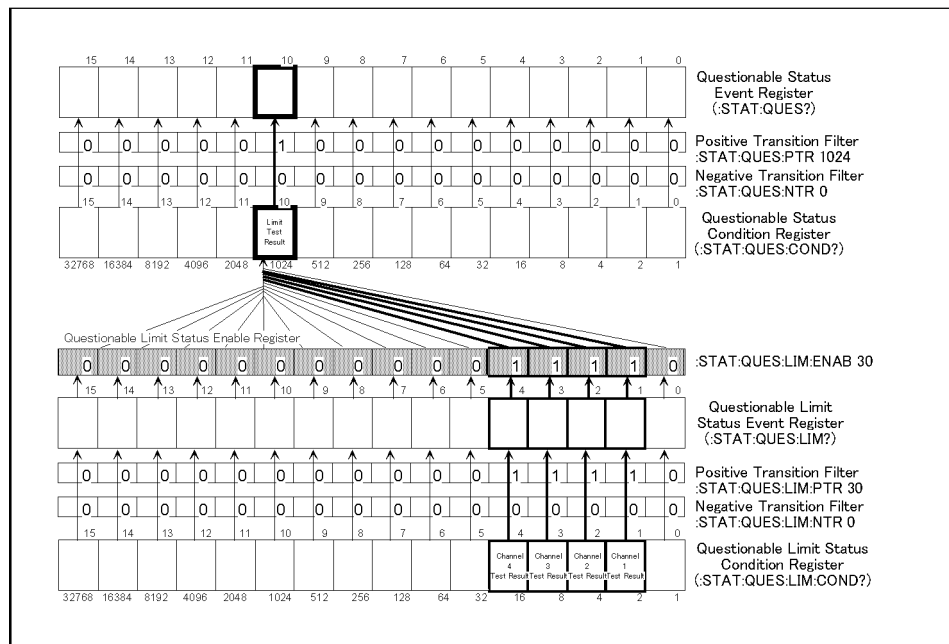 15 14 13 12 11 10 9 8 7 6 5 4 3 2 1 0
Questionable Status
Event Register
(:STAT:QUES?)
0 0 0 0 0 1 0 0 0 0 0 0 0 0 0 0
Positive Transition Filter
:STAT:QUES:PTR 1024
0 0 0 0 0 0 0 0 0 0 0 0 0 0 0 0
Negative Transition Filter
:STAT:QUES:NTR 0
15 14 13 12 11 10 9 8 7 6 5 4 3 2 1 0
Limit
Test
Result
Questionable Status
Condition Register
(:STAT:QUES:COND?)
32768 16384 8192 4096 2048 1024 512 256 128 64 32 16 8 4 2 1
Questionable Limit Status Enable Register
0 0 0 0 0 0 0 0 0 0 0 1 1 1 1 0
:STAT:QUES:LIM:ENAB 30
15 14 13 12 11 10 9 8 7 6 5 4 3 2 1 0
Questionable Limit
Status Event Register
(:STAT:QUES:LIM?)
0 0 0 0 0 0 0 0 0 0 0 1 1 1 1 0
Positive Transition Filter
:STAT:QUES:LIM:PTR 30
0 0 0 0 0 0 0 0 0 0 0 0 0 0 0 0
Negative Transition Filter
:STAT:QUES:LIM:NTR 0
15 14 13 12 11 10 9 8 7 6 5 4 3 2 1 0
Channel
4
Test Result
Channel
3
Test Result
Channel
2
Test Result
Channel
1
Test Result
Questionable Limit Status
Condition Register
(:STAT:QUES:LIM:COND?)
32768 16384 8192 4096 2048 1024 512 256 128 64 32 16 8 4 2 1